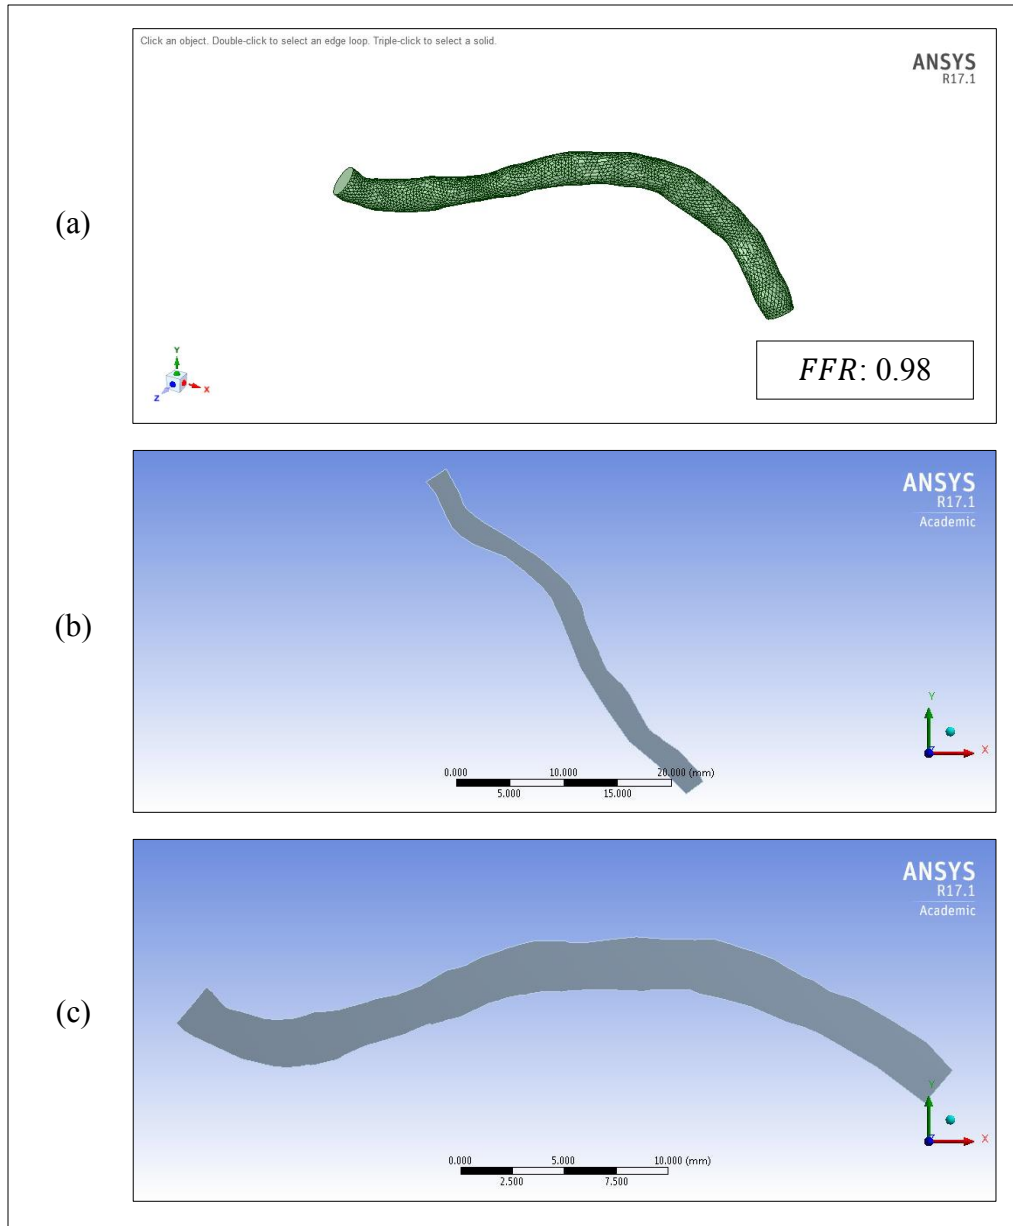 Click an object. Double-click to select an edge loop. Triple-click to select a solid.
ANSYS
R17.1
(a)
Y
X
Z
FFR: 0.98
ANSYS
R17.1
Academic
(b)
Y
X
Z
0.000 10.000 20.000 (mm)
5.000 15.000
ANSYS
R17.1
Academic
(c)
Y
X
Z
0.000 5.000 10.000 (mm)
2.500 7.500